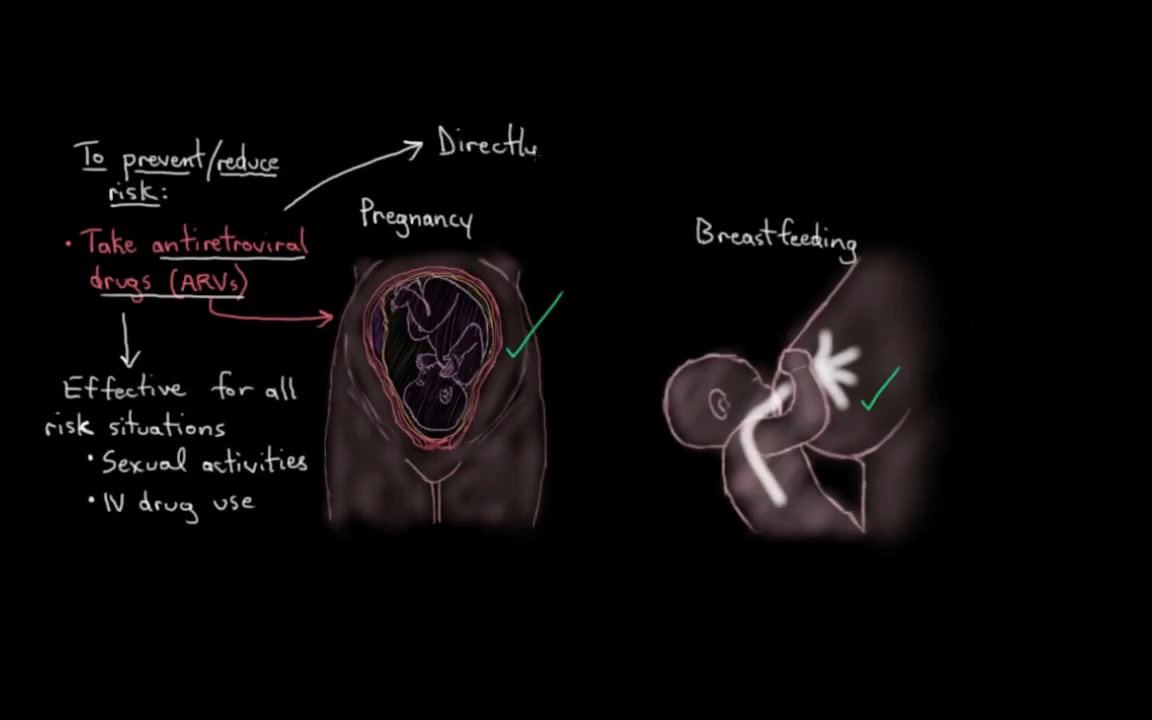 Directly
To prevent/reduce
risk:
• Take antiretroviral
drugs (ARVs)
Effective for all
risk situations
• Sexual activities
• IV drug use
Pregnancy
Breastfeeding